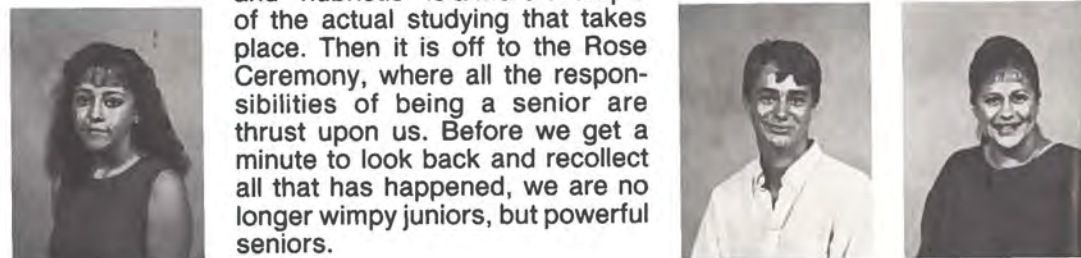 of the actual studying that takes
place. Then it is off to the Rose
Ceremony, where all the respon-
sibilities of being a senior are
thrust upon us. Before we get a
minute to look back and recollect
all that has happened, we are no
longer wimpy juniors, but powerful
seniors.